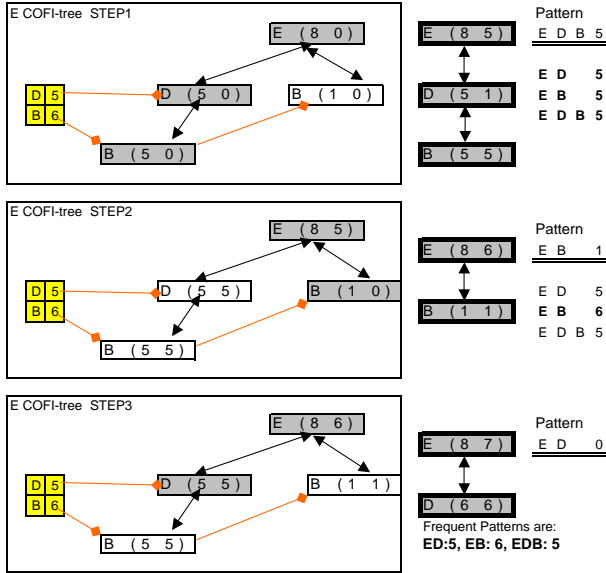 E COFI-tree STEP1
E ( 8 0 )
D 5
B 6
D ( 5 0 )
B ( 1 0 )
B ( 5 0 )
E ( 8 5 )
D ( 5 1 )
B ( 5 5 )
Pattern
E D B 5
E D 5
E B 5
E D B 5
E COFI-tree STEP2
E ( 8 5 )
D 5
B 6
D ( 5 5 )
B ( 1 0 )
B ( 5 5 )
E ( 8 6 )
B ( 1 1 )
Pattern
E B 1
E D 5
E B 6
E D B 5
E COFI-tree STEP3
E ( 8 6 )
D 5
B 6
D ( 5 5 )
B ( 1 1 )
B ( 5 5 )
E ( 8 7 )
D ( 6 6 )
Pattern
E D 0
Frequent Patterns are:
ED:5, EB: 6, EDB: 5